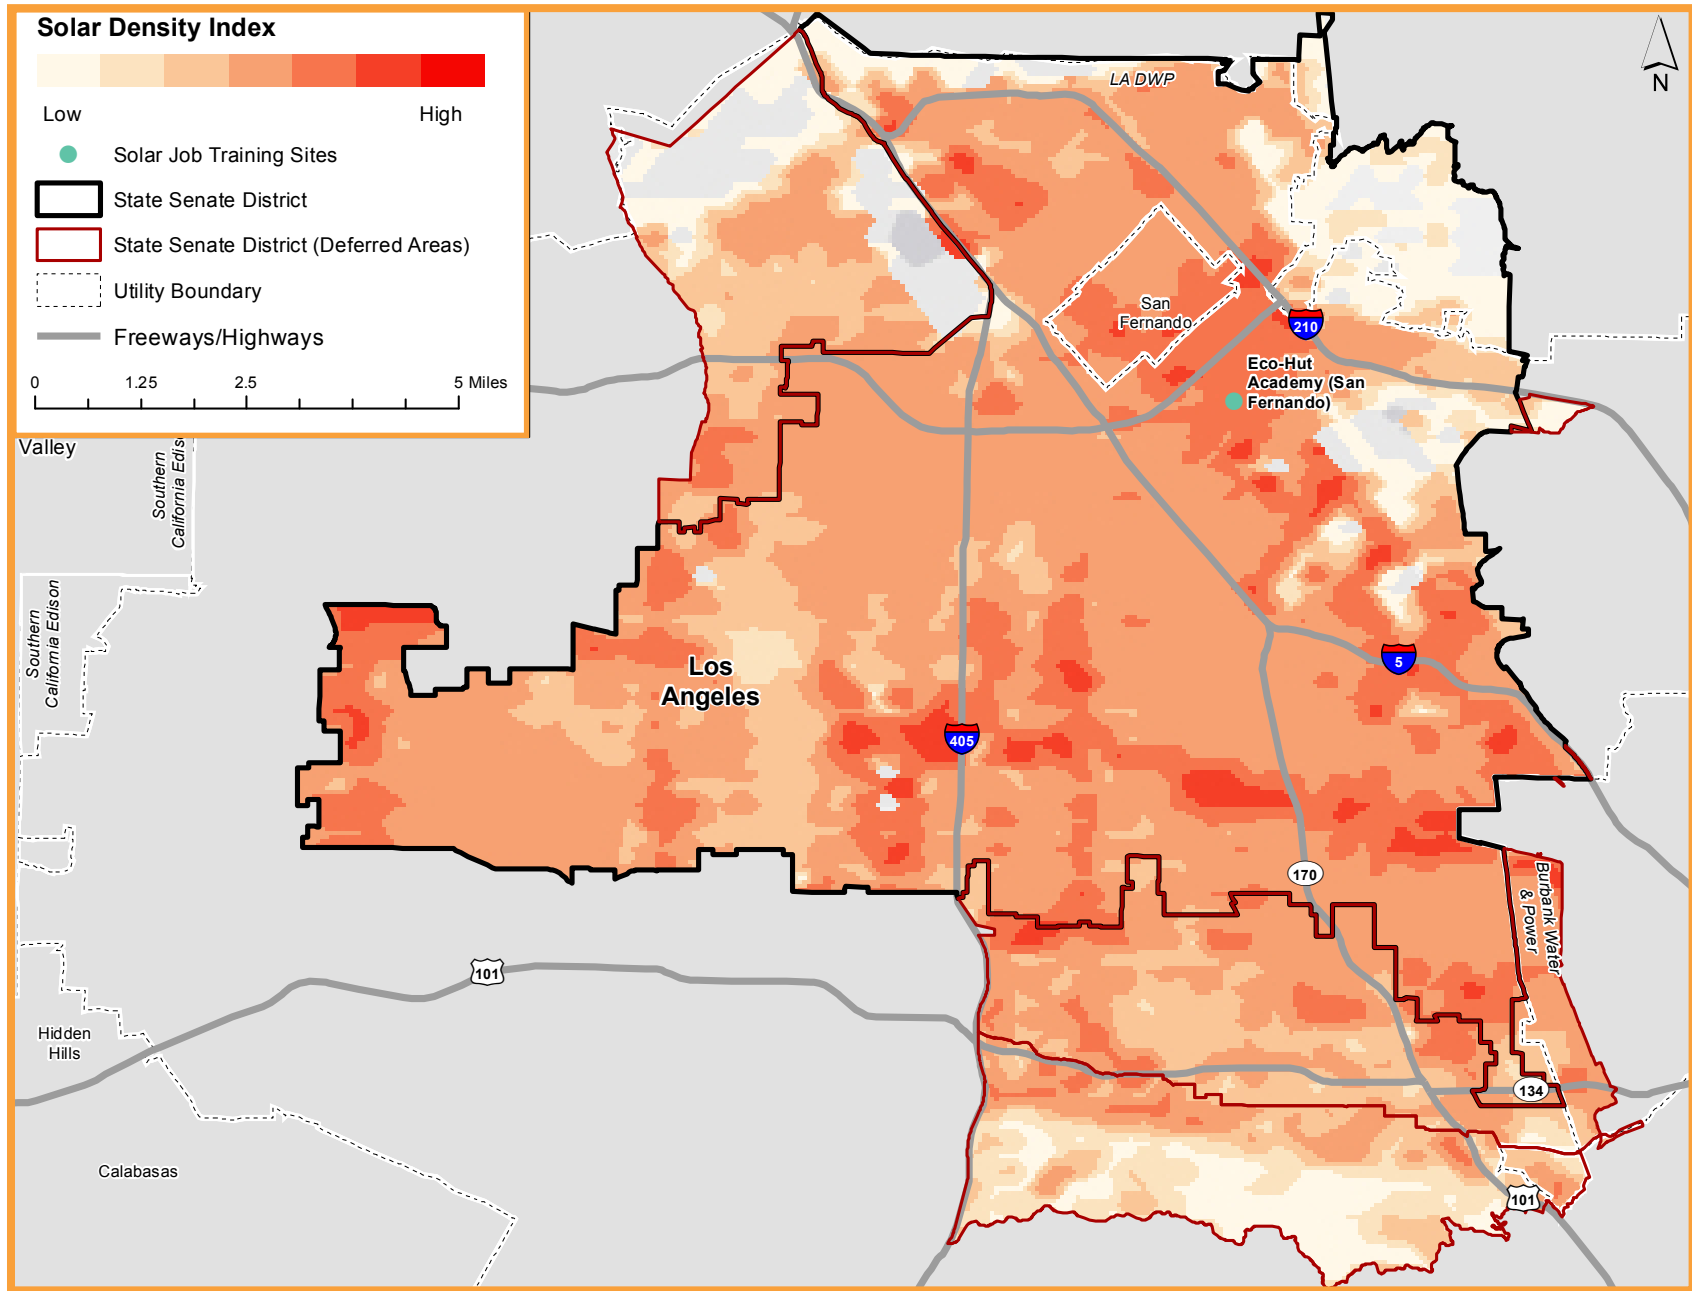 Solar Density Index
Low
High
Solar Job Training Sites
State Senate District
State Senate District (Deferred Areas)
Utility Boundary
Freeways/Highways
0
1.25
2.5
5 Miles
N
LA DWP
San
Fernando
210
Eco-Hut
Academy (San
Fernando)
Valley
Southern
California Edison
Southern
California Edison
Los
Angeles
5
405
170
Burbank Water
& Power
101
Hidden
Hills
134
Calabasas
101